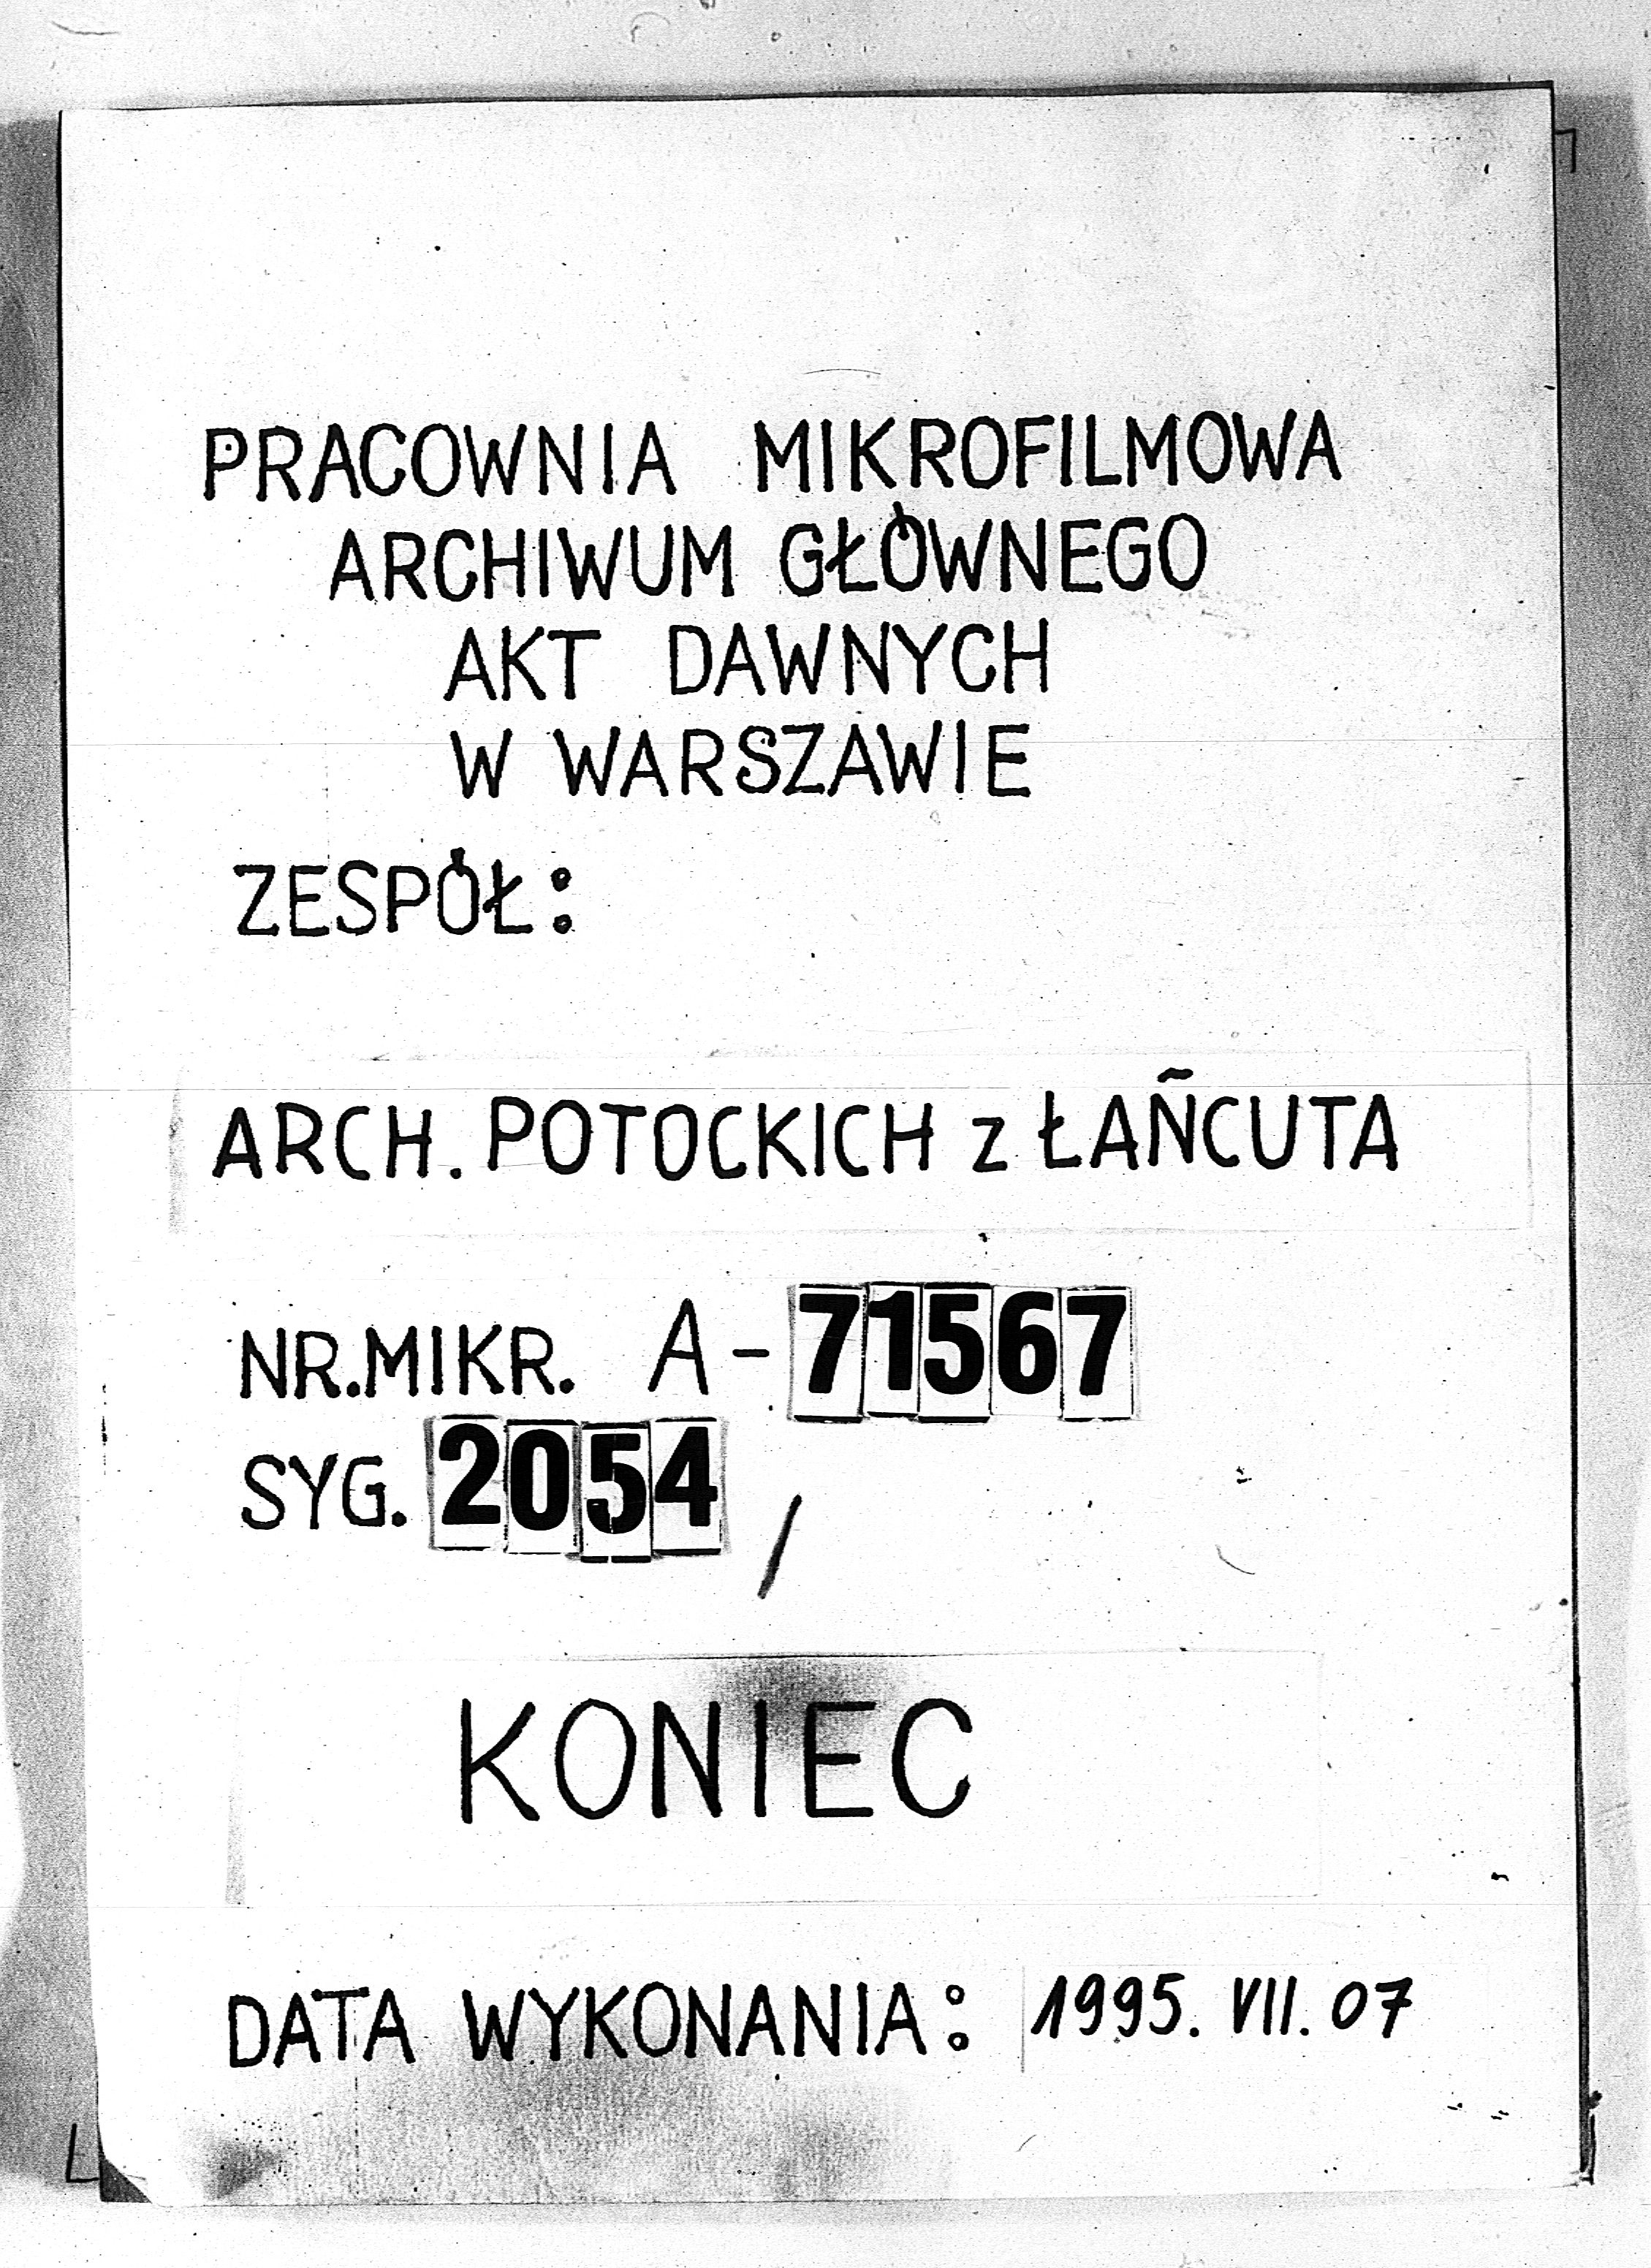 PRACOWNIA MIKROFILMOWA
ARCHIWUM GŁÓWNEGO
AKT DAWNYCH
W WARSZAWIE
ZESPÓŁ:
ARCH. POTOCKICH z ŁAŃCUTA
NR.MIKR. A-71567
SYG. 2054 /
KONIEC
DATA WYKONANIA: 1995. VII. 07